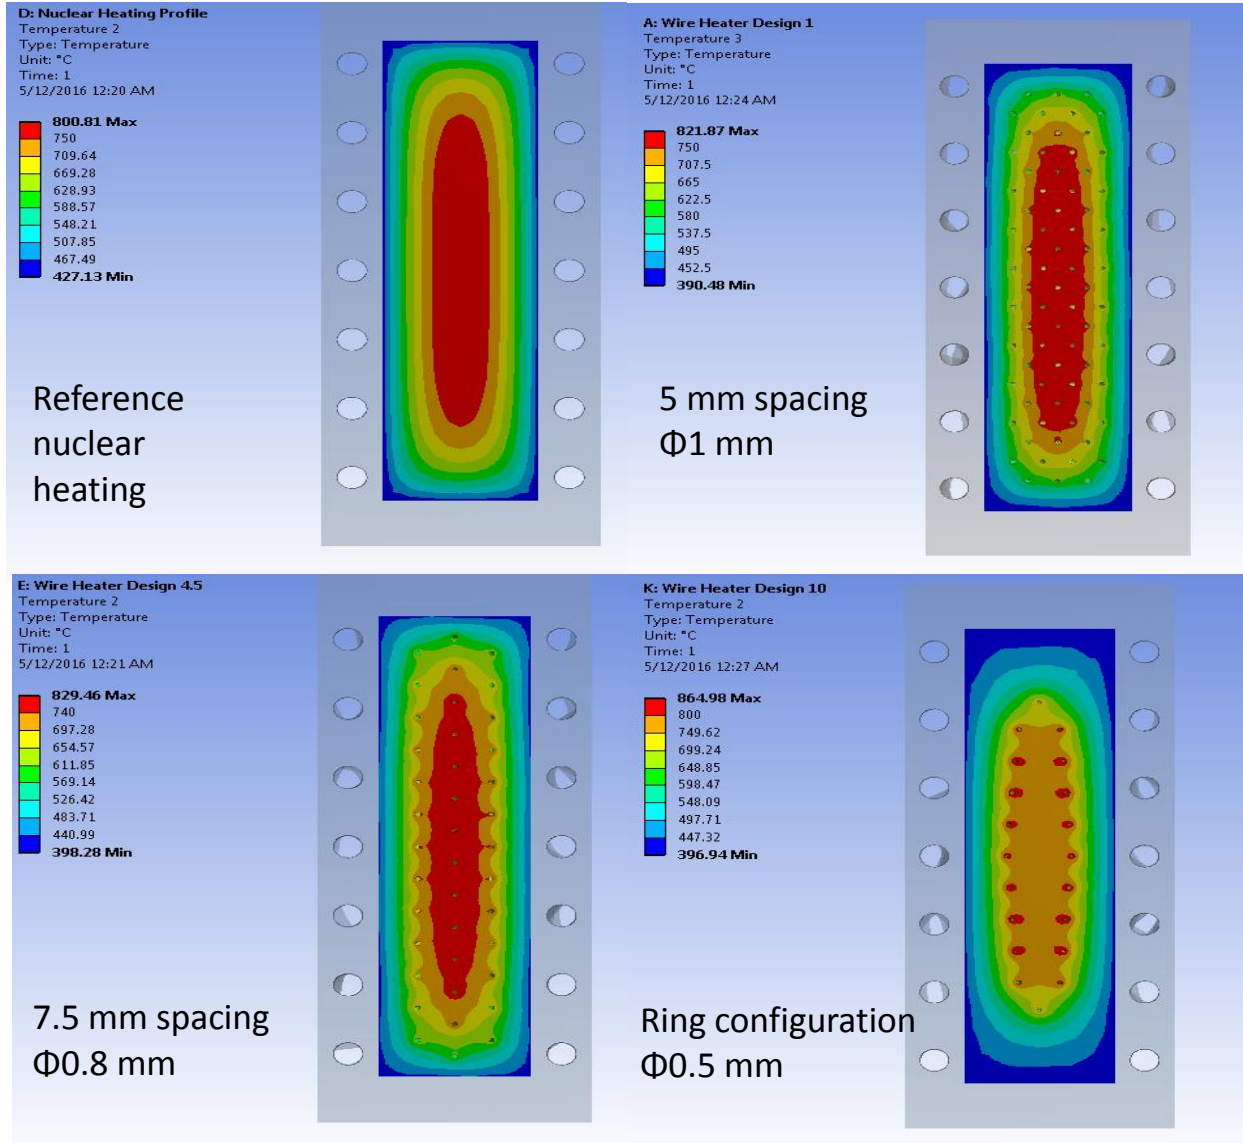 D: Nuclear Heating Profile
Temperature 2
Type: Temperature
Unit: °C
Time: 1
5/12/2016 12:20 AM
800.81 Max
750
709.64
669.28
628.93
588.57
548.21
507.85
467.49
427.13 Min
Reference
nuclear
heating
A: Wire Heater Design 1
Temperature 3
Type: Temperature
Unit: °C
Time: 1
5/12/2016 12:24 AM
821.87 Max
750
707.5
665
622.5
580
537.5
495
452.5
390.48 Min
5 mm spacing
Φ1 mm
E: Wire Heater Design 4.5
Temperature 2
Type: Temperature
Unit: °C
Time: 1
5/12/2016 12:21 AM
829.46 Max
740
697.28
654.57
611.85
569.14
526.42
483.71
440.99
398.28 Min
7.5 mm spacing
Φ0.8 mm
K: Wire Heater Design 10
Temperature 2
Type: Temperature
Unit: °C
Time: 1
5/12/2016 12:27 AM
864.98 Max
800
749.62
699.24
648.85
598.47
548.09
497.71
447.32
396.94 Min
Ring configuration
Φ0.5 mm